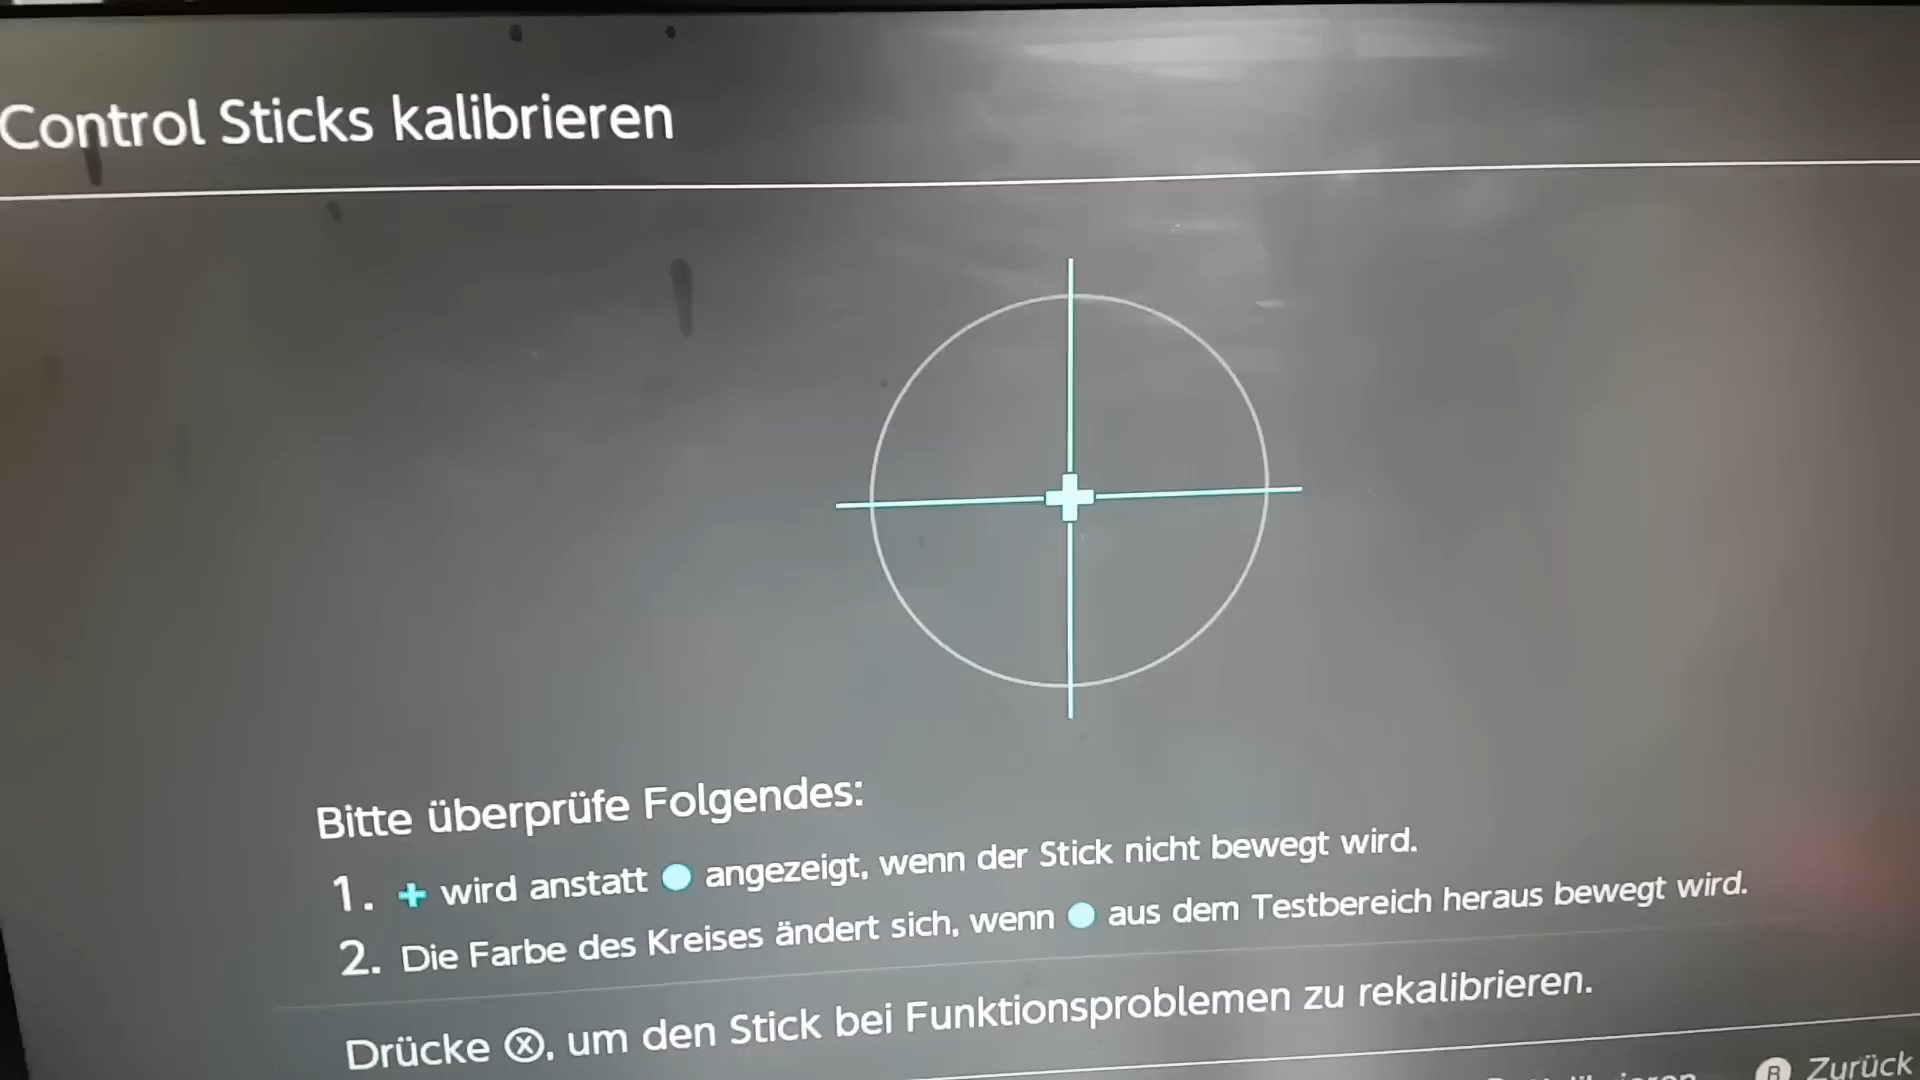 Control Sticks kalibrieren
Bitte überprüfe Folgendes:
1. + wird anstatt ● angezeigt, wenn der Stick nicht bewegt wird.
2. Die Farbe des Kreises ändert sich, wenn ● aus dem Testbereich heraus bewegt wird.
Drücke Ⓧ, um den Stick bei Funktionsproblemen zu rekalibrieren.
Ⓑ Zurück